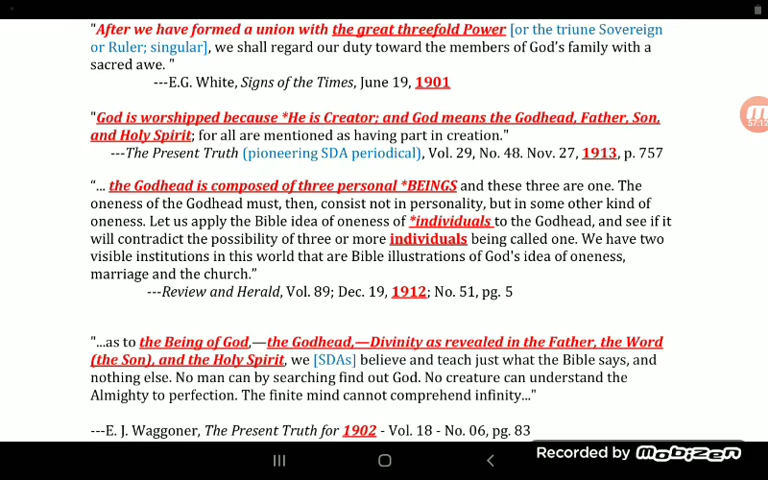 "After we have formed a union with the great threefold Power [or the triune Sovereign
or Ruler; singular], we shall regard our duty toward the members of God's family with a
sacred awe. "
---E.G. White, Signs of the Times, June 19, 1901
"God is worshipped because *He is Creator; and God means the Godhead, Father, Son,
and Holy Spirit; for all are mentioned as having part in creation."
---The Present Truth (pioneering SDA periodical), Vol. 29, No. 48. Nov. 27, 1913, p. 757
"... the Godhead is composed of three personal *BEINGS and these three are one. The
oneness of the Godhead must, then, consist not in personality, but in some other kind of
oneness. Let us apply the Bible idea of oneness of *individuals to the Godhead, and see if it
will contradict the possibility of three or more individuals being called one. We have two
visible institutions in this world that are Bible illustrations of God's idea of oneness,
marriage and the church."
---Review and Herald, Vol. 89; Dec. 19, 1912; No. 51, pg. 5
"...as to the Being of God,—the Godhead,—Divinity as revealed in the Father, the Word
(the Son), and the Holy Spirit, we [SDAs] believe and teach just what the Bible says, and
nothing else. No man can by searching find out God. No creature can understand the
Almighty to perfection. The finite mind cannot comprehend infinity..."
---E. J. Waggoner, The Present Truth for 1902 - Vol. 18 - No. 06, pg. 83
Recorded by Mobizen